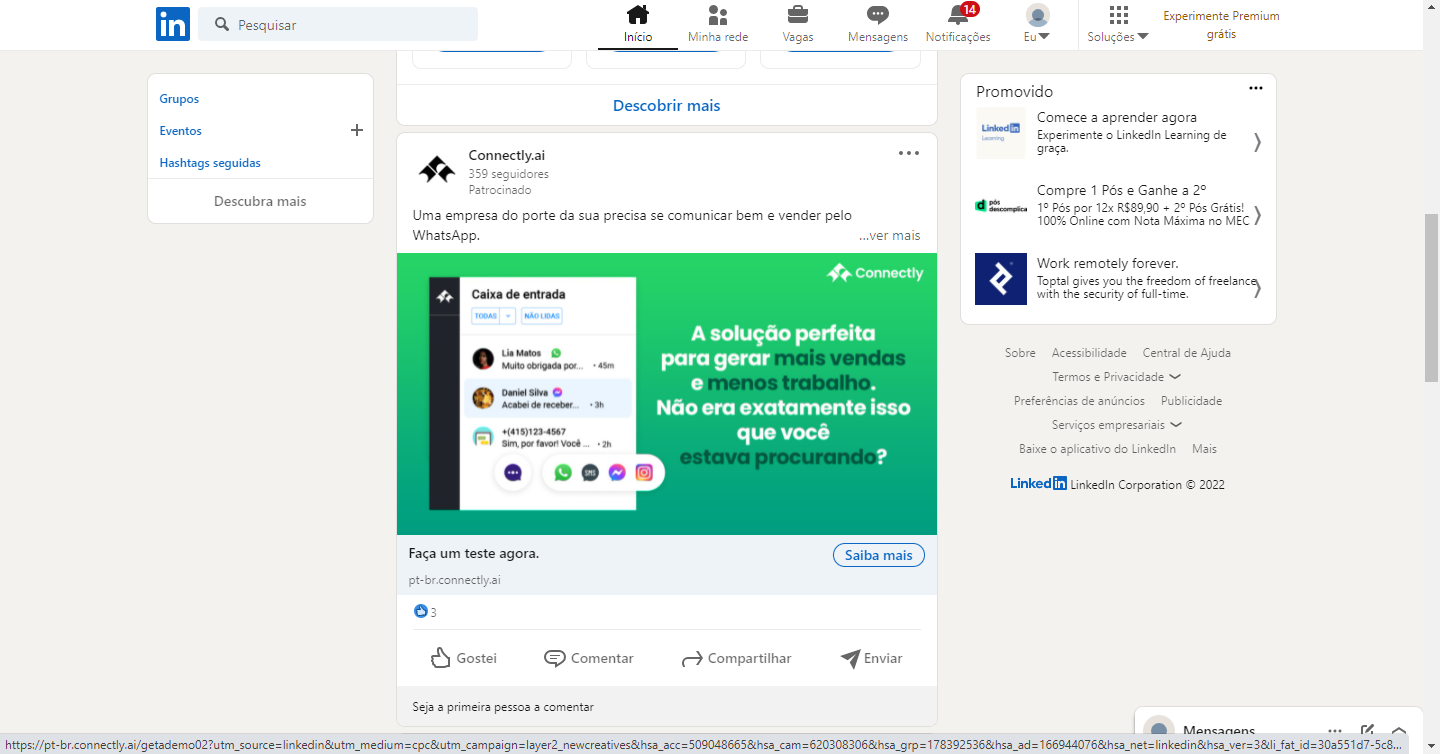 in
Pesquisar
Início
Minha rede
Vagas
Mensagens
14
Notificações
Eu
Soluções
Experimente Premium
grátis
Grupos
Eventos
Hashtags seguidas
Descubra mais
Descobrir mais
Connectly.ai
359 seguidores
Patrocinado
Uma empresa do porte da sua precisa se comunicar bem e vender pelo
WhatsApp.
...ver mais
Connectly
Caixa de entrada
TODAS
NÃO LIDAS
Lia Matos
Muito obrigada por... • 45m
Daniel Silva
Acabei de receber... • 3h
+(415)123-4567
Sim, por favor! Você ... • 2h
SMS
A solução perfeita
para gerar mais vendas
e menos trabalho.
Não era exatamente isso
que você
estava procurando?
Faça um teste agora.
Saiba mais
pt-br.connectly.ai
3
Gostei
Comentar
Compartilhar
Enviar
Seja a primeira pessoa a comentar
Promovido
Linked in
Learning
Comece a aprender agora
Experimente o LinkedIn Learning de
graça.
d pós
descomplica
Compre 1 Pós e Ganhe a 2º
1º Pós por 12x R$89,90 + 2º Pós Grátis!
100% Online com Nota Máxima no MEC
Work remotely forever.
Toptal gives you the freedom of freelance
with the security of full-time.
Sobre Acessibilidade Central de Ajuda
Termos e Privacidade
Preferências de anúncios Publicidade
Serviços empresariais
Baixe o aplicativo do LinkedIn Mais
Linked in LinkedIn Corporation © 2022
Mensagens
https://pt-br.connectly.ai/getademo02?utm_source=linkedin&utm_medium=cpc&utm_campaign=layer2_newcreatives&hsa_acc=509048665&hsa_cam=620308306&hsa_grp=178392536&hsa_ad=166944076&hsa_net=linkedin&hsa_ver=3&li_fat_id=30a551d7-5c8...